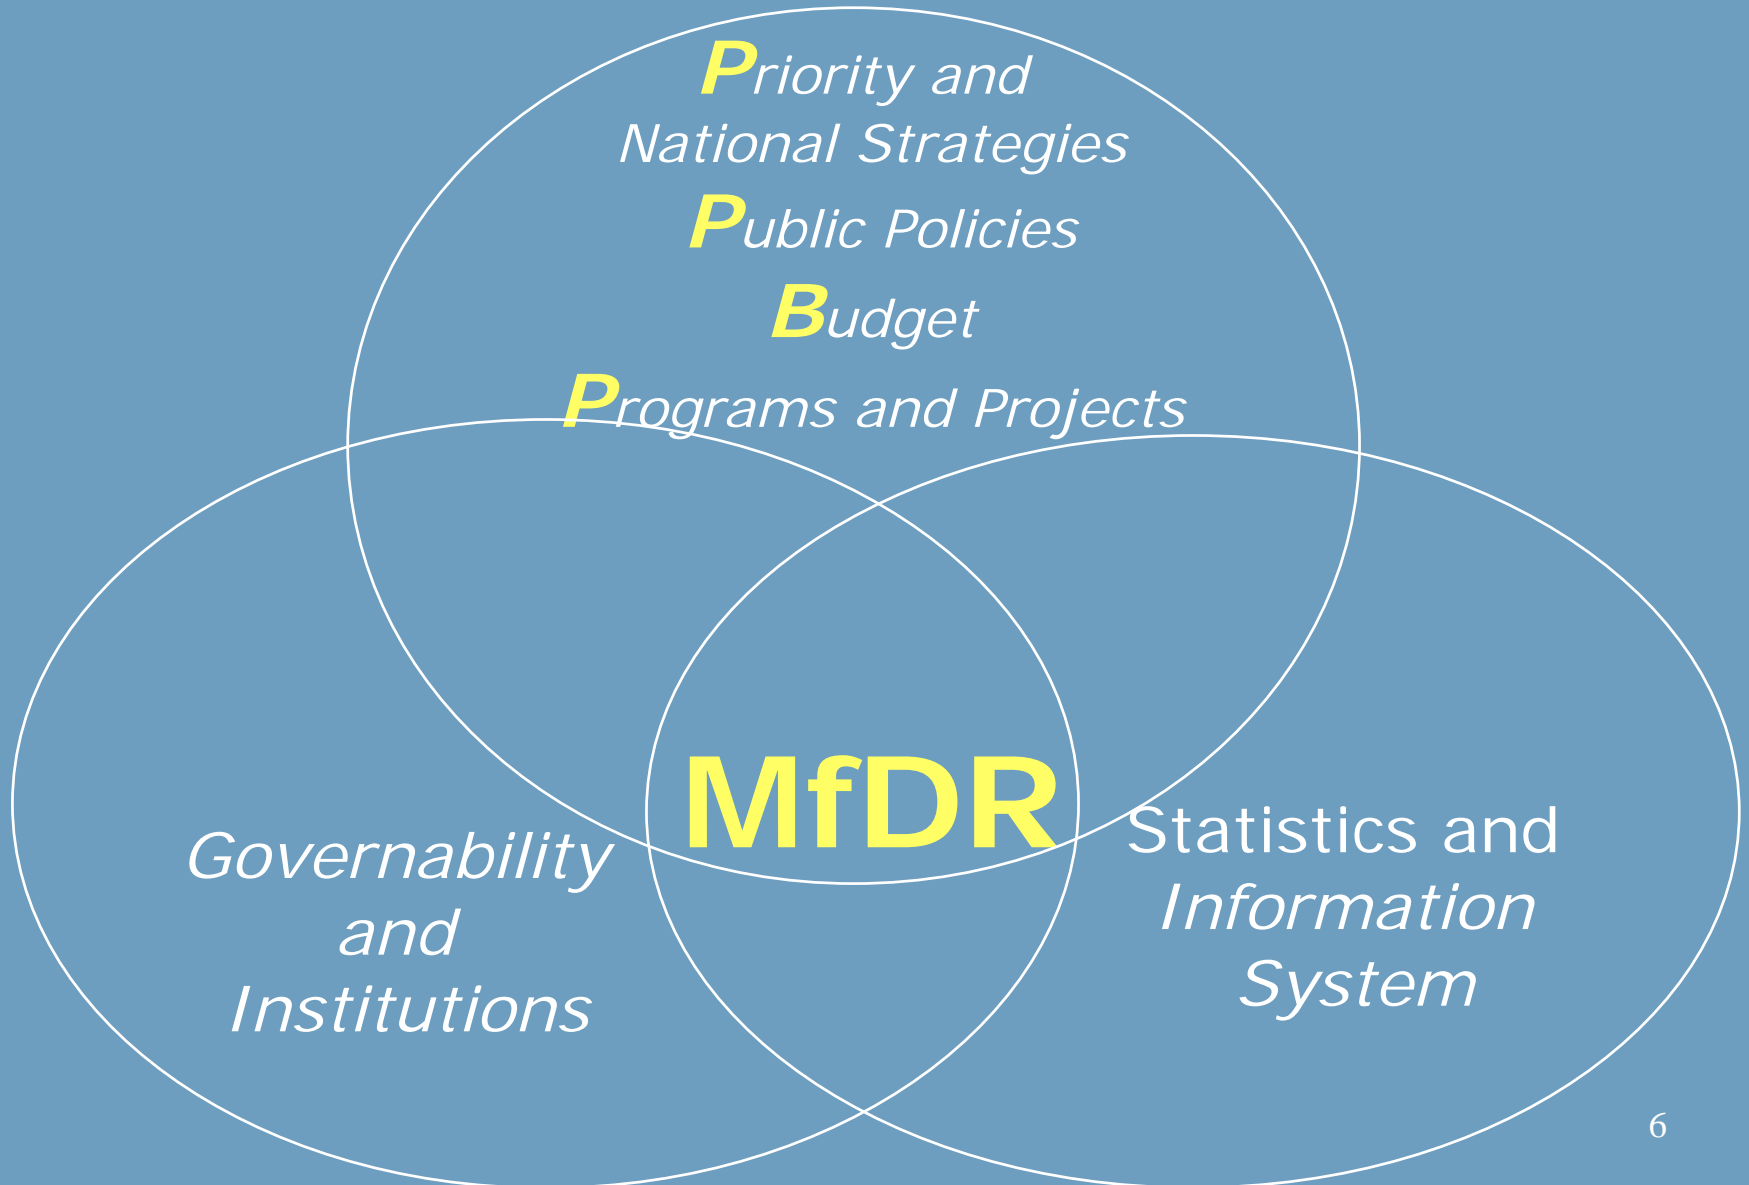 Priority and
National Strategies
Public Policies
Budget
Programs and Projects
MfDR
Governability
and
Institutions
Statistics and
Information
System
6